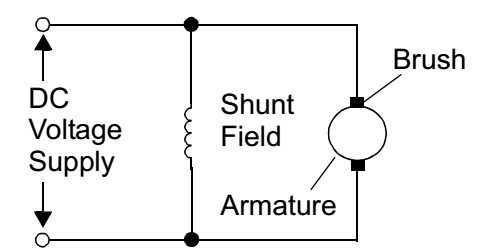 Brush
DC
Voltage
Supply
Shunt
Field
Armature